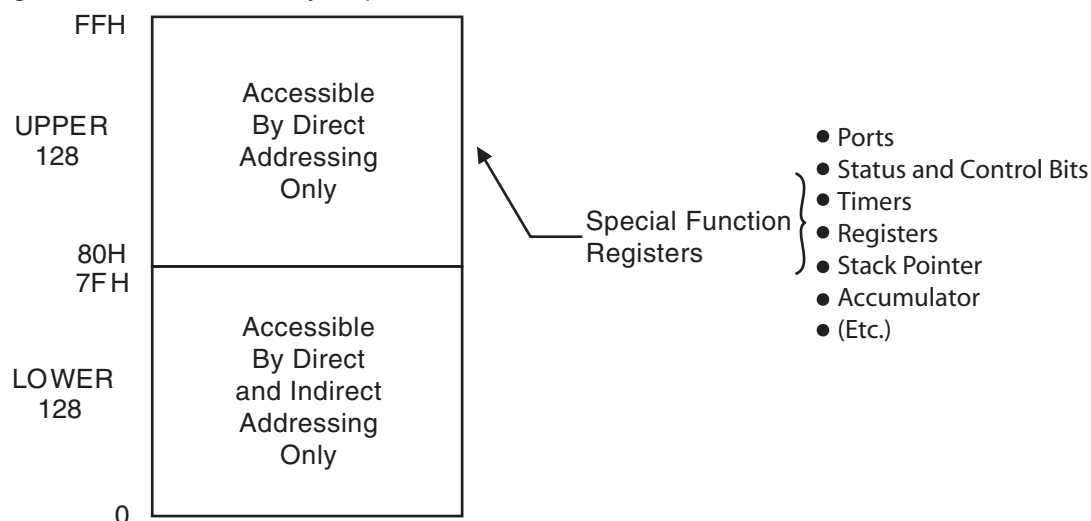 FFH
UPPER
128
80H
7FH
LOWER
128
0
Accessible
By Direct
Addressing
Only
Accessible
By Direct
and Indirect
Addressing
Only
Special Function
Registers
● Ports
● Status and Control Bits
● Timers
● Registers
● Stack Pointer
● Accumulator
● (Etc.)